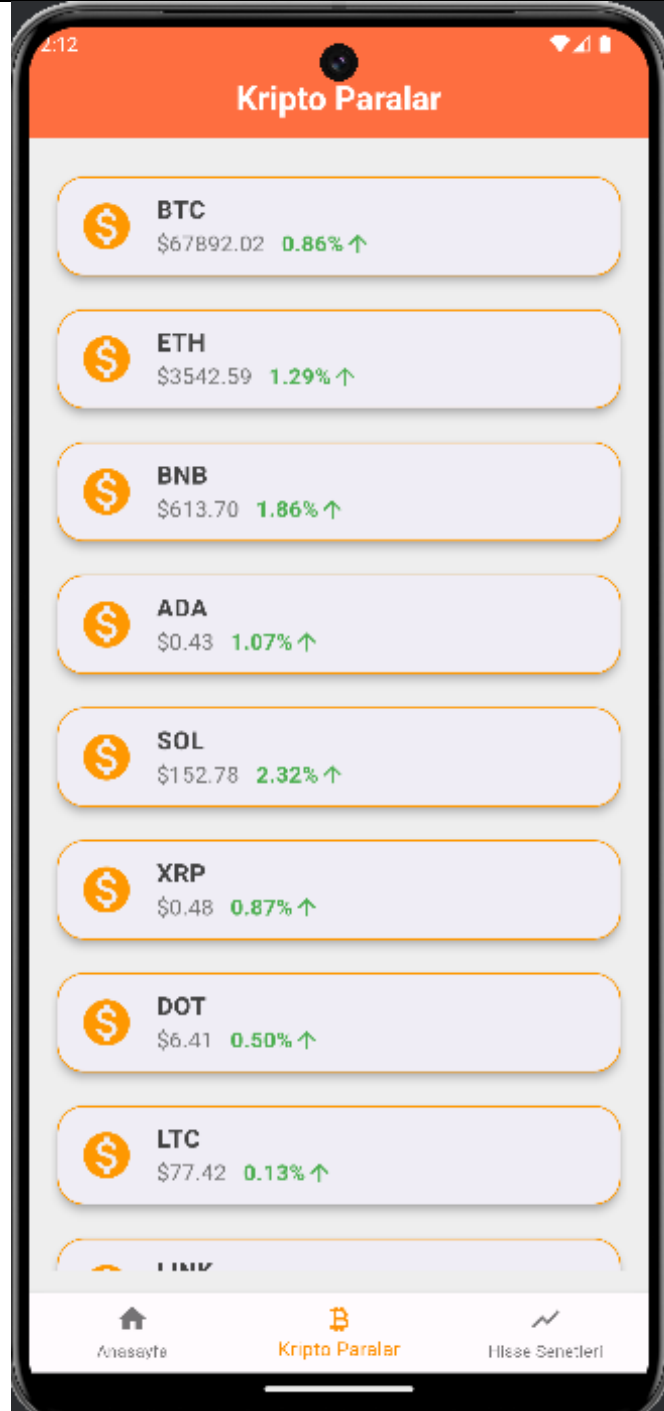 2:12
Kripto Paralar
BTC
$67892.02 0.86%
ETH
$3542.59 1.29%
BNB
$613.70 1.86%
ADA
$0.43 1.07%
SOL
$152.78 2.32%
XRP
$0.48 0.87%
DOT
$6.41 0.50%
LTC
$77.42 0.13%
LINK
Anasayfa Kripto Paralar Hisse Senetleri